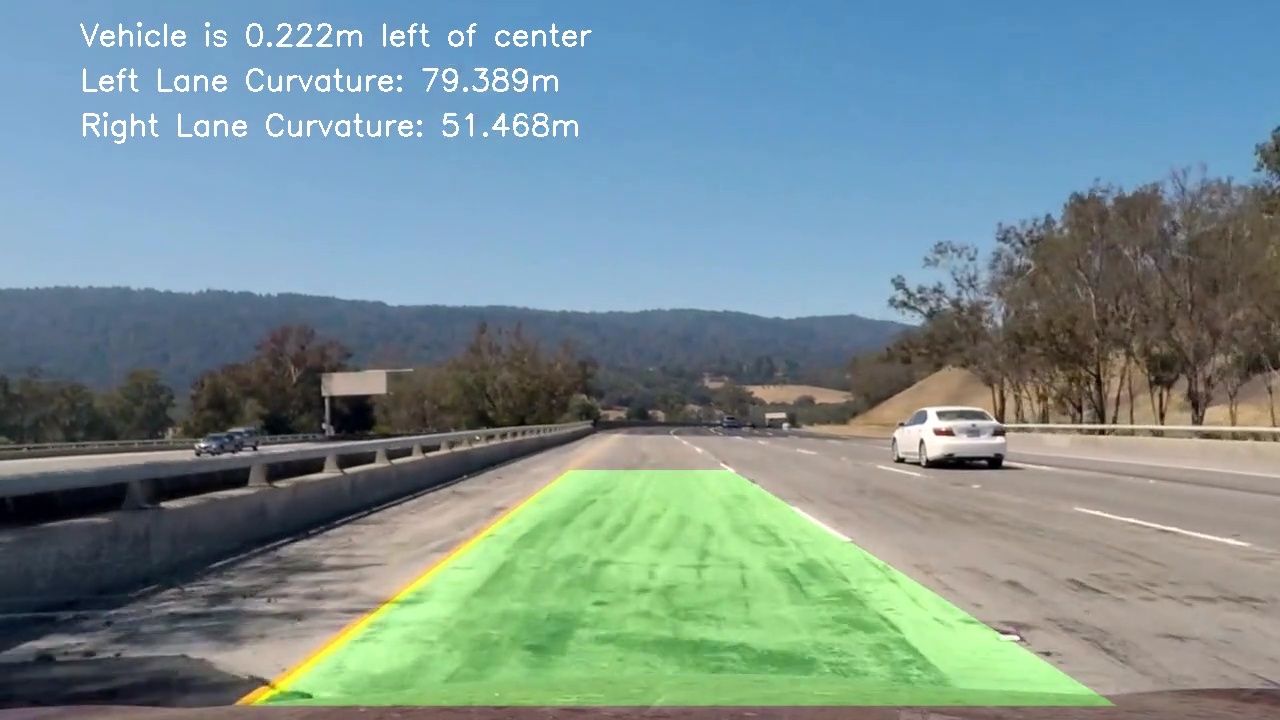 Vehicle is 0.222m left of center
Left Lane Curvature: 79.389m
Right Lane Curvature: 51.468m